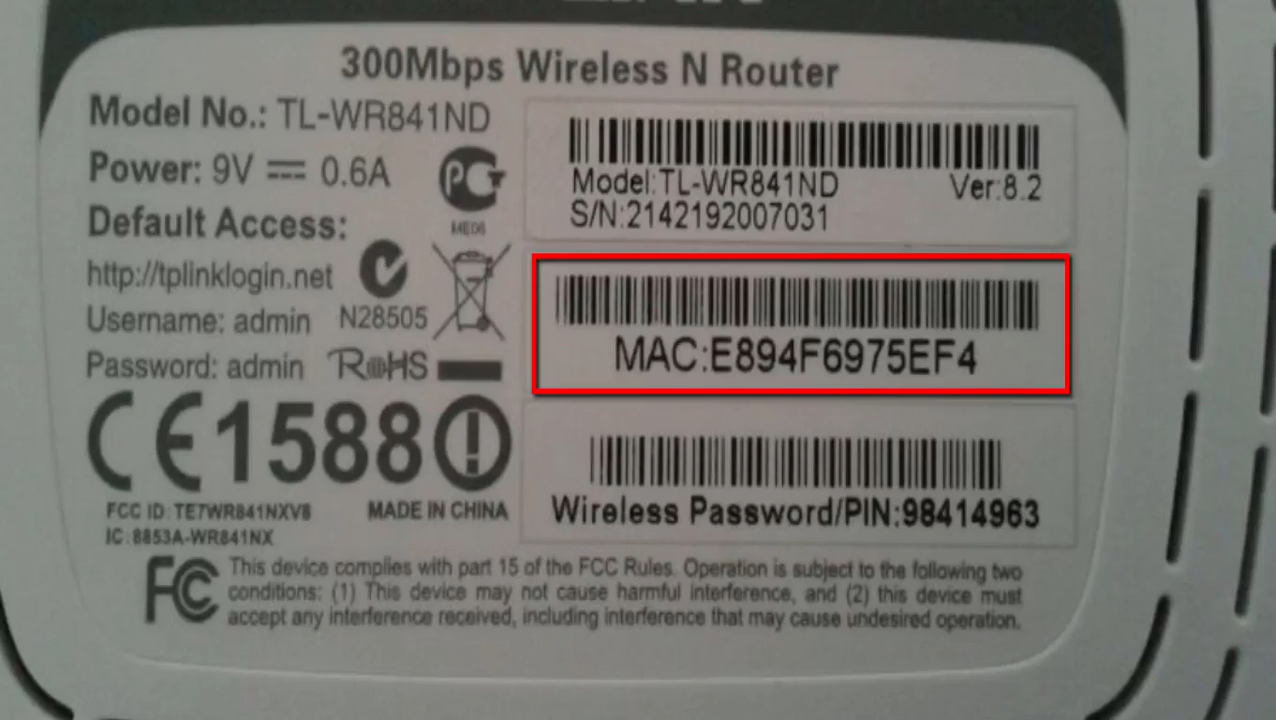 300Mbps Wireless N Router
Model No.: TL-WR841ND
Power: 9V 0.6A
Default Access:
http://tplinklogin.net
Username: admin
Password: admin
PCT
ME06
N28505
RoHS
CE1588
FCC ID: TE7WR841NXV8
IC:8853A-WR841NX
MADE IN CHINA
Model:TL-WR841ND Ver:8.2
S/N:2142192007031
MAC:E894F6975EF4
Wireless Password/PIN:98414963
FC
This device complies with part 15 of the FCC Rules. Operation is subject to the following two
conditions: (1) This device may not cause harmful interference, and (2) this device must
accept any interference received, including interference that may cause undesired operation.